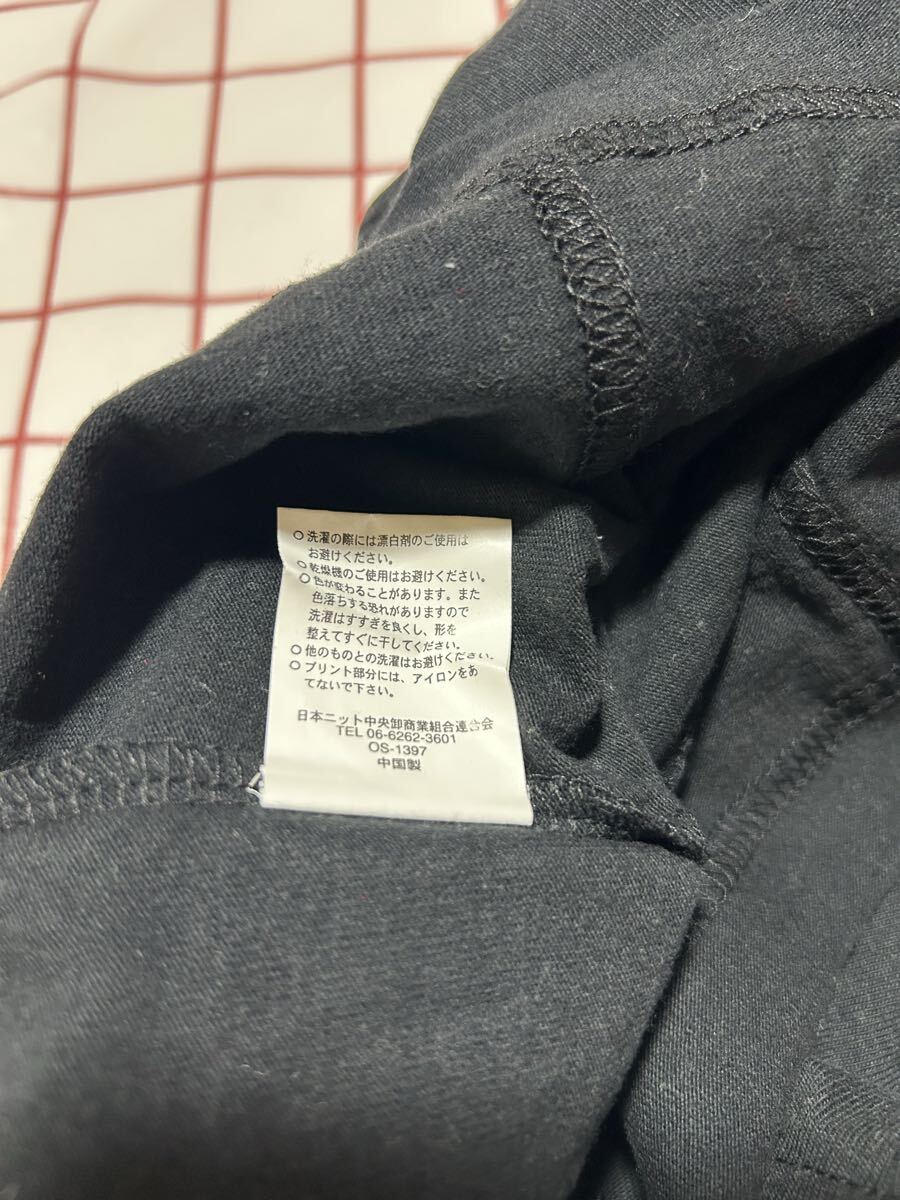 ○洗濯の際には漂白剤のご使用は
お避けください。
○乾燥機のご使用はお避けください。
○色が変わることがあります。また
色落ちする恐れがありますので
洗濯はすすぎを良くし、形を
整えてすぐに干してください。
○他のものとの洗濯はお避けください。
○プリント部分には、アイロンをあ
てないで下さい。
日本ニット中央卸商業組合連合会
TEL 06-6262-3601
OS-1397
中国製